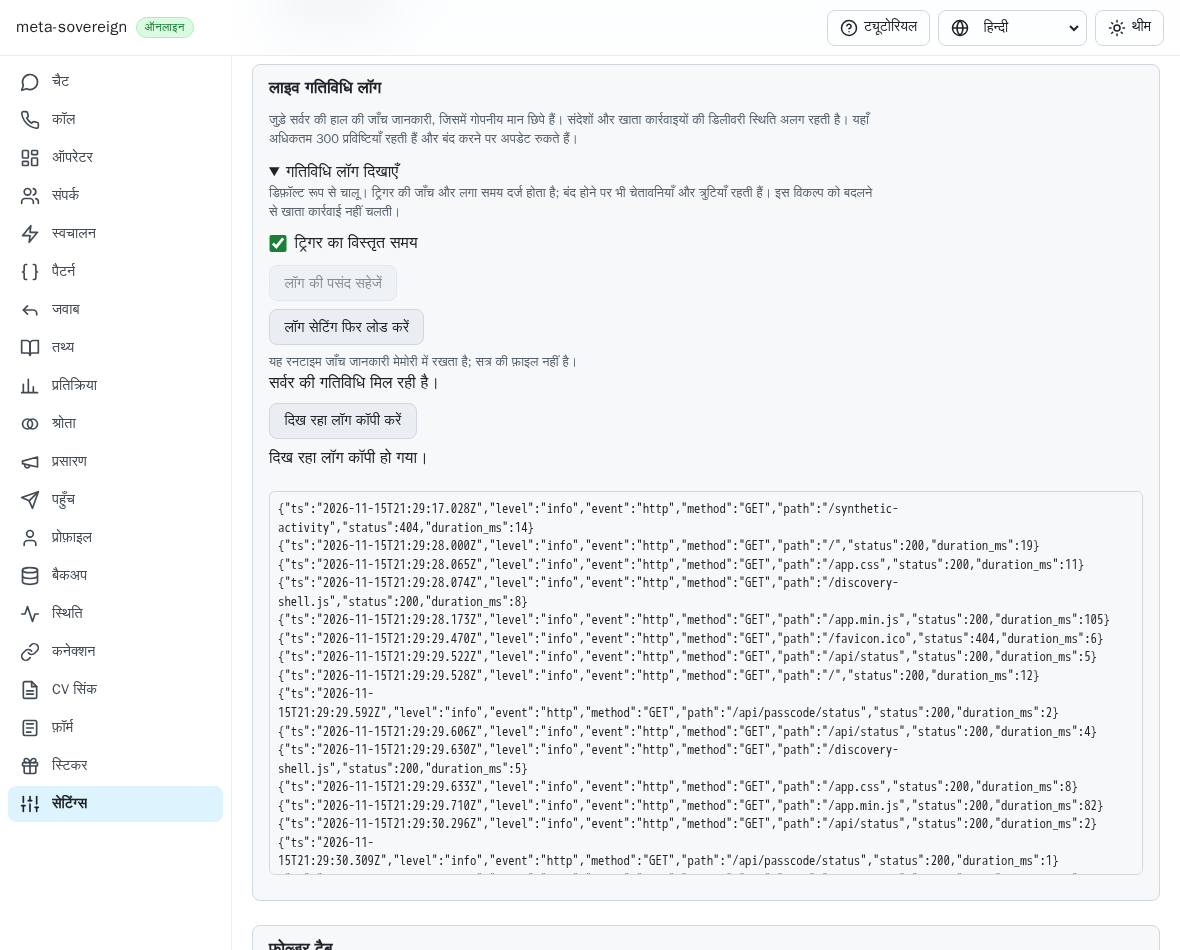 meta-sovereign ऑनलाइन ट्यूटोरियल हिन्दी थीम
चैट
कॉल
ऑपरेटर
संपर्क
स्वचालन
पैटर्न
जवाब
तथ्य
प्रतिक्रिया
श्रोता
प्रसारण
पहुँच
प्रोफ़ाइल
बैकअप
स्थिति
कनेक्शन
CV सिंक
फ़ॉर्म
स्टिकर
सेटिंग्स
लाइव गतिविधि लॉग
जुड़े सर्वर की हाल की जाँच जानकारी, जिसमें गोपनीय मान छिपे हैं। संदेशों और खाता कार्रवाइयों की डिलीवरी स्थिति अलग रहती है। यहाँ
अधिकतम 300 प्रविष्टियाँ रहती हैं और बंद करने पर अपडेट रुकते हैं।
▼ गतिविधि लॉग दिखाएँ
डिफ़ॉल्ट रूप से चालू। ट्रिगर की जाँच और लगा समय दर्ज होता है; बंद होने पर भी चेतावनियाँ और त्रुटियाँ रहती हैं। इस विकल्प को बदलने
से खाता कार्रवाई नहीं चलती।
ट्रिगर का विस्तृत समय
लॉग की पसंद सहेजें
लॉग सेटिंग फिर लोड करें
यह रनटाइम जाँच जानकारी मेमोरी में रखता है; सत्र की फ़ाइल नहीं है।
सर्वर की गतिविधि मिल रही है।
दिख रहा लॉग कॉपी करें
दिख रहा लॉग कॉपी हो गया।
{"ts":"2026-11-15T21:29:17.028Z","level":"info","event":"http","method":"GET","path":"/synthetic-
activity","status":404,"duration_ms":14}
{"ts":"2026-11-15T21:29:28.000Z","level":"info","event":"http","method":"GET","path":"/","status":200,"duration_ms":19}
{"ts":"2026-11-15T21:29:28.065Z","level":"info","event":"http","method":"GET","path":"/app.css","status":200,"duration_ms":11}
{"ts":"2026-11-15T21:29:28.074Z","level":"info","event":"http","method":"GET","path":"/discovery-
shell.js","status":200,"duration_ms":8}
{"ts":"2026-11-15T21:29:28.173Z","level":"info","event":"http","method":"GET","path":"/app.min.js","status":200,"duration_ms":105}
{"ts":"2026-11-15T21:29:29.470Z","level":"info","event":"http","method":"GET","path":"/favicon.ico","status":404,"duration_ms":6}
{"ts":"2026-11-15T21:29:29.522Z","level":"info","event":"http","method":"GET","path":"/api/status","status":200,"duration_ms":5}
{"ts":"2026-11-15T21:29:29.528Z","level":"info","event":"http","method":"GET","path":"/","status":200,"duration_ms":12}
{"ts":"2026-11-
15T21:29:29.592Z","level":"info","event":"http","method":"GET","path":"/api/passcode/status","status":200,"duration_ms":2}
{"ts":"2026-11-15T21:29:29.606Z","level":"info","event":"http","method":"GET","path":"/api/status","status":200,"duration_ms":4}
{"ts":"2026-11-15T21:29:29.630Z","level":"info","event":"http","method":"GET","path":"/discovery-
shell.js","status":200,"duration_ms":5}
{"ts":"2026-11-15T21:29:29.633Z","level":"info","event":"http","method":"GET","path":"/app.css","status":200,"duration_ms":8}
{"ts":"2026-11-15T21:29:29.710Z","level":"info","event":"http","method":"GET","path":"/app.min.js","status":200,"duration_ms":82}
{"ts":"2026-11-15T21:29:30.296Z","level":"info","event":"http","method":"GET","path":"/api/status","status":200,"duration_ms":2}
{"ts":"2026-11-
15T21:29:30.309Z","level":"info","event":"http","method":"GET","path":"/api/passcode/status","status":200,"duration_ms":1}
फ़ोल्डर टैब